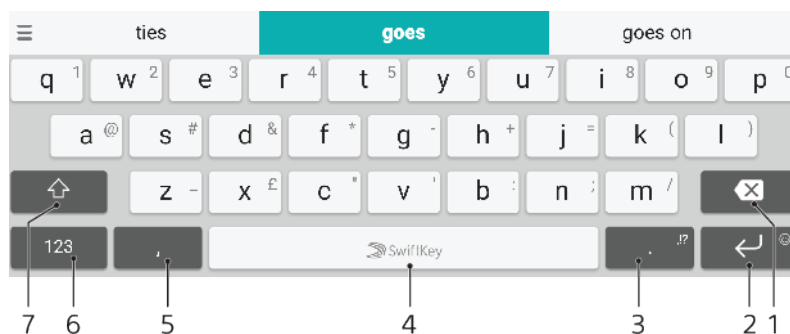 ties goes goes on
q 1 w 2 e 3 r 4 t 5 y 6 u 7 i 8 o 9 p 0
a @ s # d & f * g - h + j = k ( l )
z _ x £ c " v ' b : n ; m /
123 , SwiftKey . !?
7 6 5 4 3 2 1